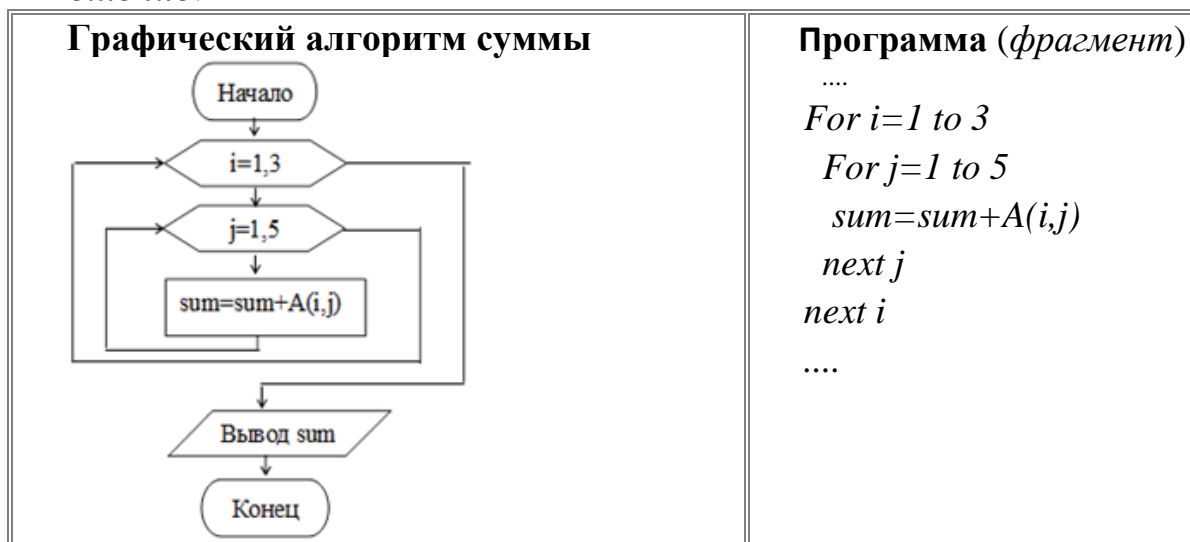 Графический алгоритм суммы
Начало
i=1,3
j=1,5
sum=sum+A(i,j)
Вывод sum
Конец
Программа (фрагмент)
....
For i=1 to 3
For j=1 to 5
sum=sum+A(i,j)
next j
next i
....